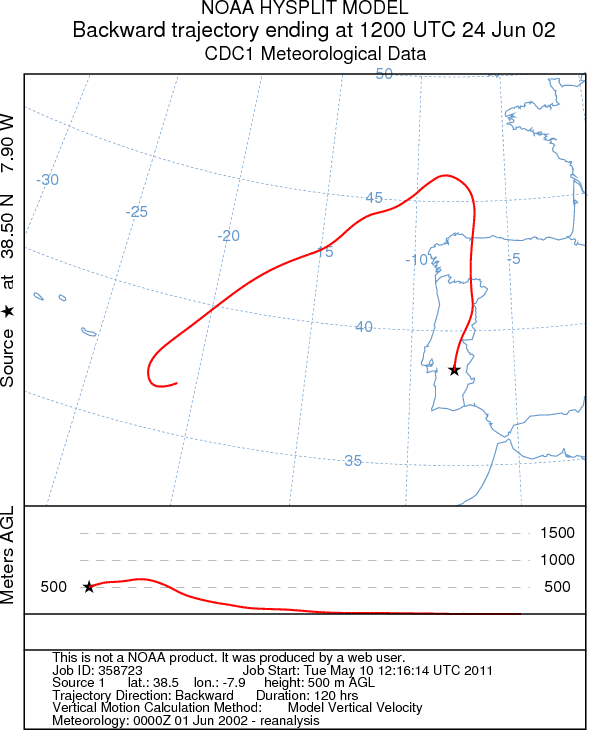 NOAA HYSPLIT MODEL
Backward trajectory ending at 1200 UTC 24 Jun 02
CDC1 Meteorological Data
Source ★ at 38.50 N 7.90 W
50
-30
45
-25
-20
-15
-10
-5
40
35
Meters AGL
1500
1000
500 500
This is not a NOAA product. It was produced by a web user.
Job ID: 358723 Job Start: Tue May 10 12:16:14 UTC 2011
Source 1 lat.: 38.5 lon.: -7.9 height: 500 m AGL
Trajectory Direction: Backward Duration: 120 hrs
Vertical Motion Calculation Method: Model Vertical Velocity
Meteorology: 0000Z 01 Jun 2002 - reanalysis